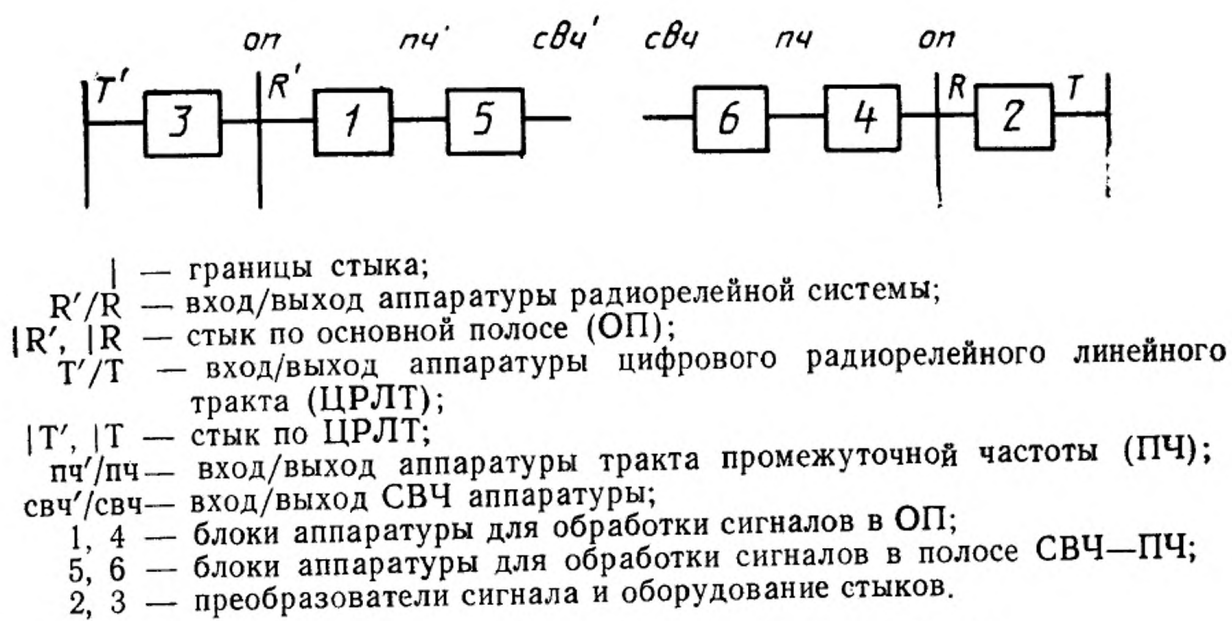 оп пч' свч' свч пч оп
T' R' R T
3 1 5 6 4 2
| — границы стыка;
R′/R — вход/выход аппаратуры радиорелейной системы;
|R′, |R — стык по основной полосе (ОП);
T′/T — вход/выход аппаратуры цифрового радиорелейного линейного
тракта (ЦРЛТ);
|T′, |T — стык по ЦРЛТ;
пч′/пч— вход/выход аппаратуры тракта промежуточной частоты (ПЧ);
свч′/свч— вход/выход СВЧ аппаратуры;
1, 4 — блоки аппаратуры для обработки сигналов в ОП;
5, 6 — блоки аппаратуры для обработки сигналов в полосе СВЧ—ПЧ;
2, 3 — преобразователи сигнала и оборудование стыков.